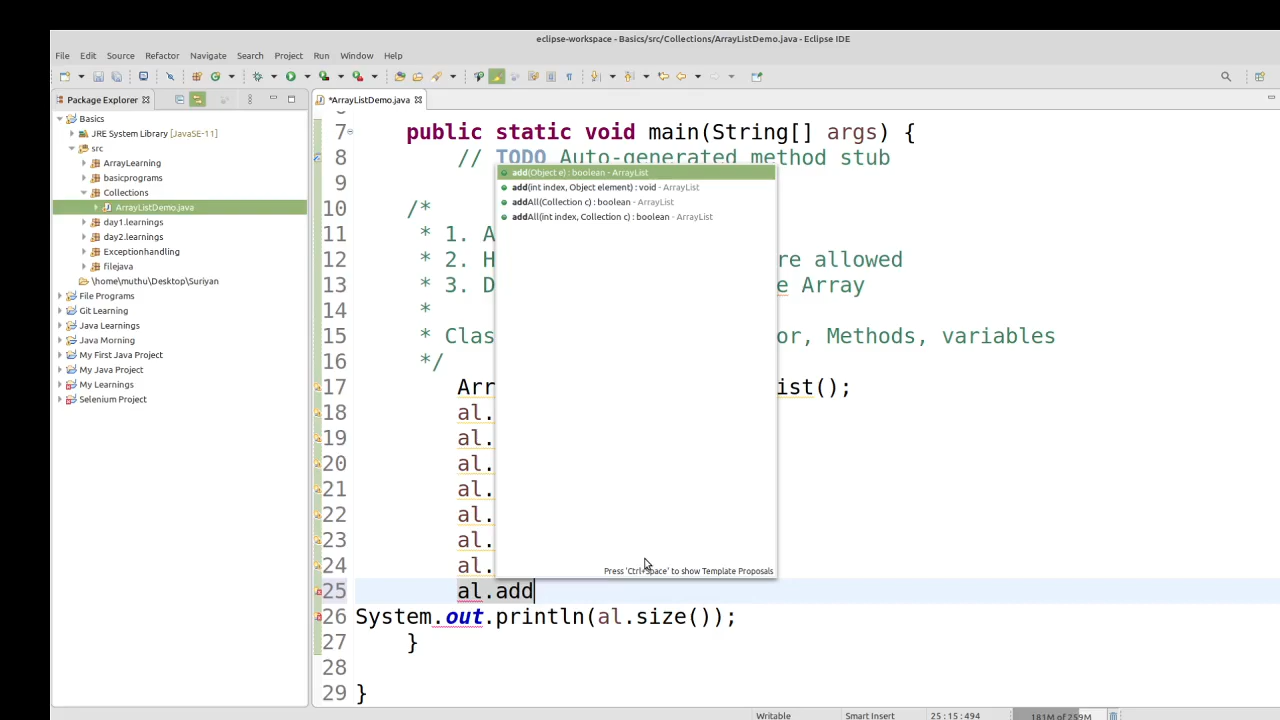 eclipse-workspace - Basics/src/Collections/ArrayListDemo.java - Eclipse IDE
File Edit Source Refactor Navigate Search Project Run Window Help
Package Explorer
*ArrayListDemo.java
Basics
JRE System Library [JavaSE-11]
src
ArrayLearning
basicprograms
Collections
ArrayListDemo.java
day1.learnings
day2.learnings
Exceptionhandling
filejava
\home\muthu\Desktop\Suriyan
File Programs
Git Learning
Java Learnings
Java Morning
My First Java Project
My Java Project
My Learnings
Selenium Project
7 public static void main(String[] args) {
8 // TODO Auto-generated method stub
9
10 /*
11 * 1. A
12 * 2. H re allowed
13 * 3. D e Array
14 *
15 * Clas or, Methods, variables
16 */
17 Arr ist();
18 al.
19 al.
20 al.
21 al.
22 al.
23 al.
24 al.
25 al.add
26 System.out.println(al.size());
27 }
28
29 }
add(Object e) : boolean - ArrayList
add(int index, Object element) : void - ArrayList
addAll(Collection c) : boolean - ArrayList
addAll(int index, Collection c) : boolean - ArrayList
Press 'Ctrl+Space' to show Template Proposals
Writable Smart Insert 25 : 15 : 494 181M of 259M